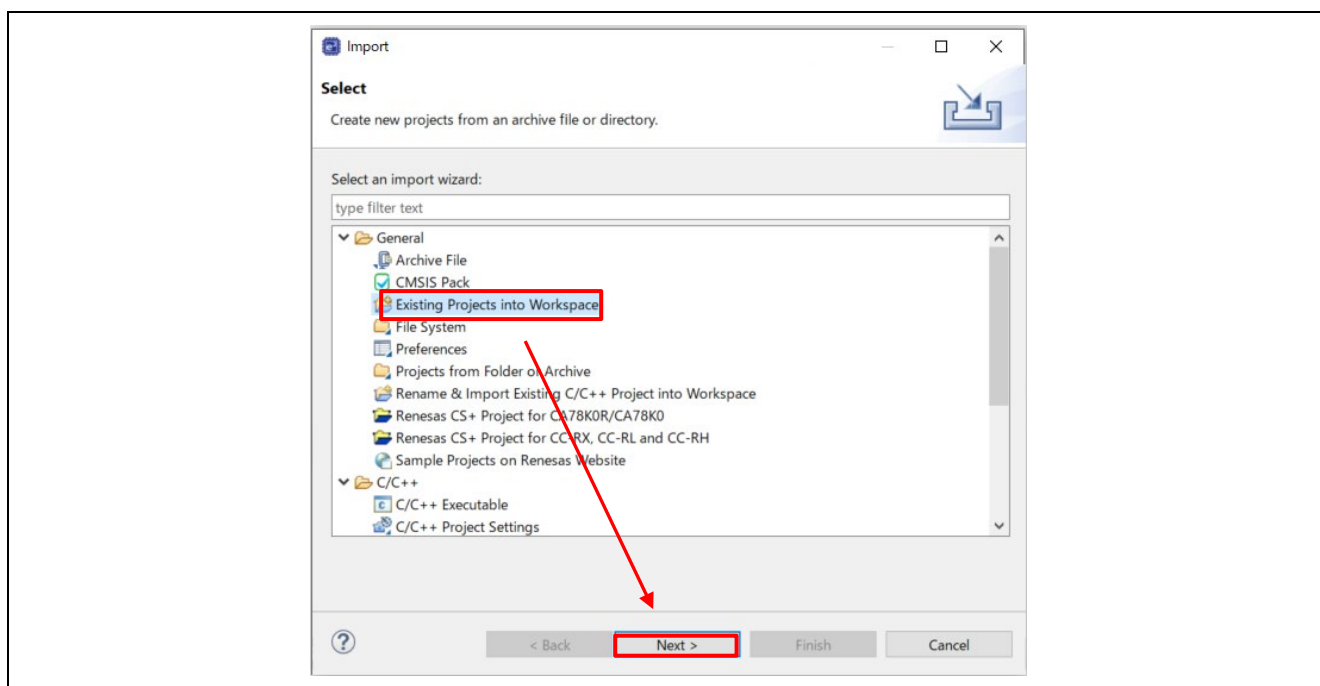 Import
Select
Create new projects from an archive file or directory.
Select an import wizard:
type filter text
General
Archive File
CMSIS Pack
Existing Projects into Workspace
File System
Preferences
Projects from Folder or Archive
Rename & Import Existing C/C++ Project into Workspace
Renesas CS+ Project for CA78K0R/CA78K0
Renesas CS+ Project for CC-RX, CC-RL and CC-RH
Sample Projects on Renesas Website
C/C++
C/C++ Executable
C/C++ Project Settings
? < Back Next > Finish Cancel